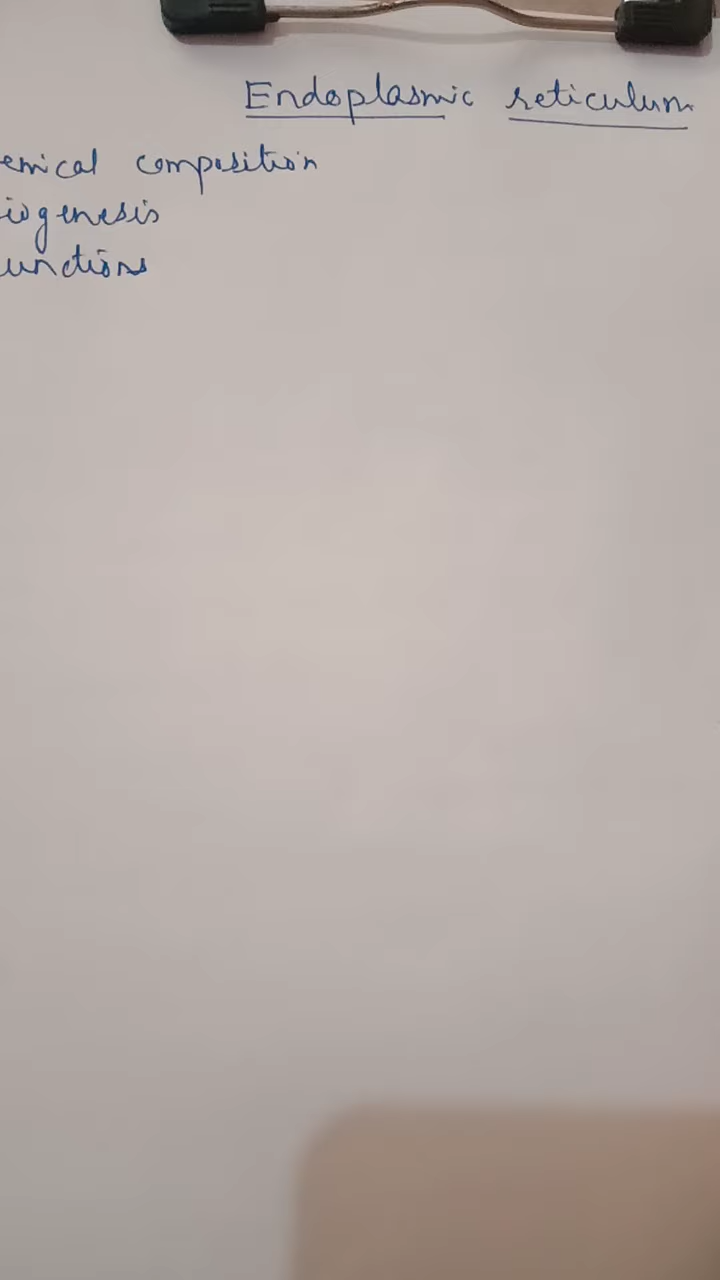 Endoplasmic reticulum
emical composition
iogenesis
unctions